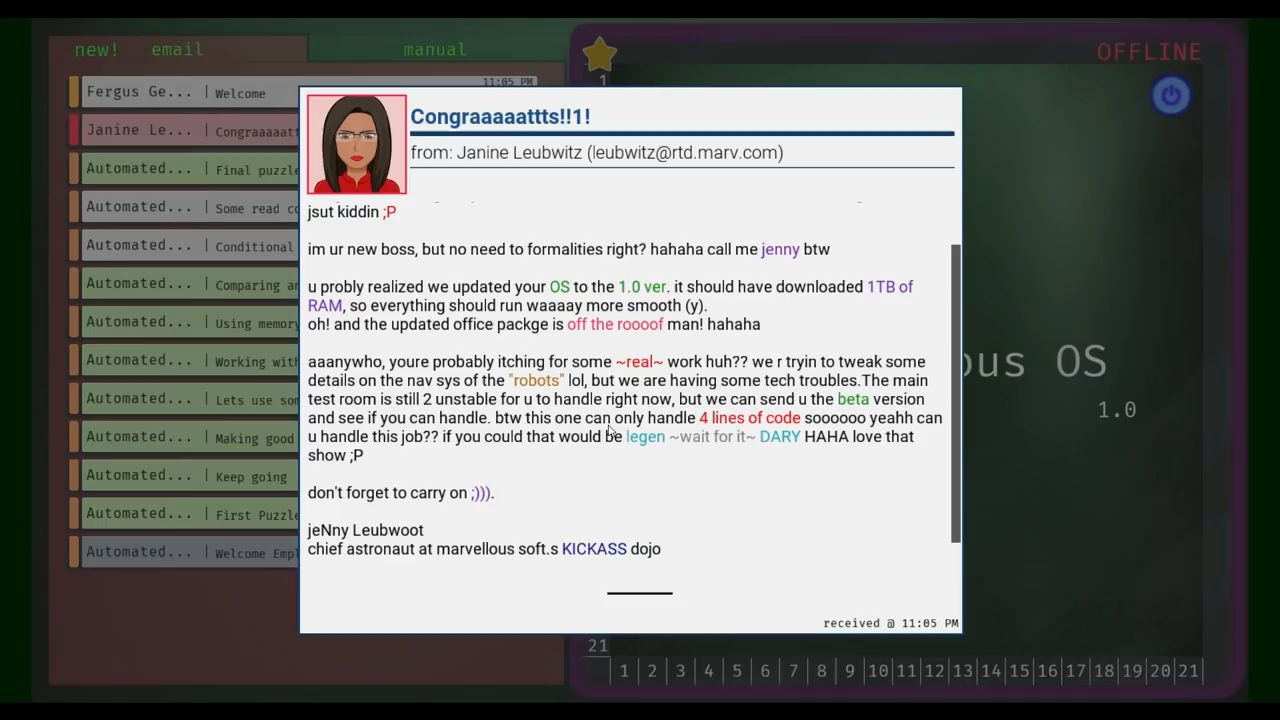 new! email manual
OFFLINE
11:05 PM
Fergus Ge... | Welcome
Janine Le... | Congraaaaatt
Automated... | Final puzzle
Automated... | Some read co
Automated... | Conditional
Automated... | Comparing an
Automated... | Using memory
Automated... | Working with
Automated... | Lets use som
Automated... | Making good
Automated... | Keep going
Automated... | First Puzzle
Automated... | Welcome Empl
Congraaaaattts!!1!
from: Janine Leubwitz (leubwitz@rtd.marv.com)
jsut kiddin ;P
im ur new boss, but no need to formalities right? hahaha call me jenny btw
u probly realized we updated your OS to the 1.0 ver. it should have downloaded 1TB of
RAM, so everything should run waaaay more smooth (y).
oh! and the updated office packge is off the roooof man! hahaha
aaanywho, youre probably itching for some ~real~ work huh?? we r tryin to tweak some
details on the nav sys of the "robots" lol, but we are having some tech troubles.The main
test room is still 2 unstable for u to handle right now, but we can send u the beta version
and see if you can handle. btw this one can only handle 4 lines of code soooooo yeahh can
u handle this job?? if you could that would be legen ~wait for it~ DARY HAHA love that
show ;P
don't forget to carry on ;))).
jeNny Leubwoot
chief astronaut at marvellous soft.s KICKASS dojo
received @ 11:05 PM
1
ous OS
1.0
21
1 2 3 4 5 6 7 8 9 10 11 12 13 14 15 16 17 18 19 20 21